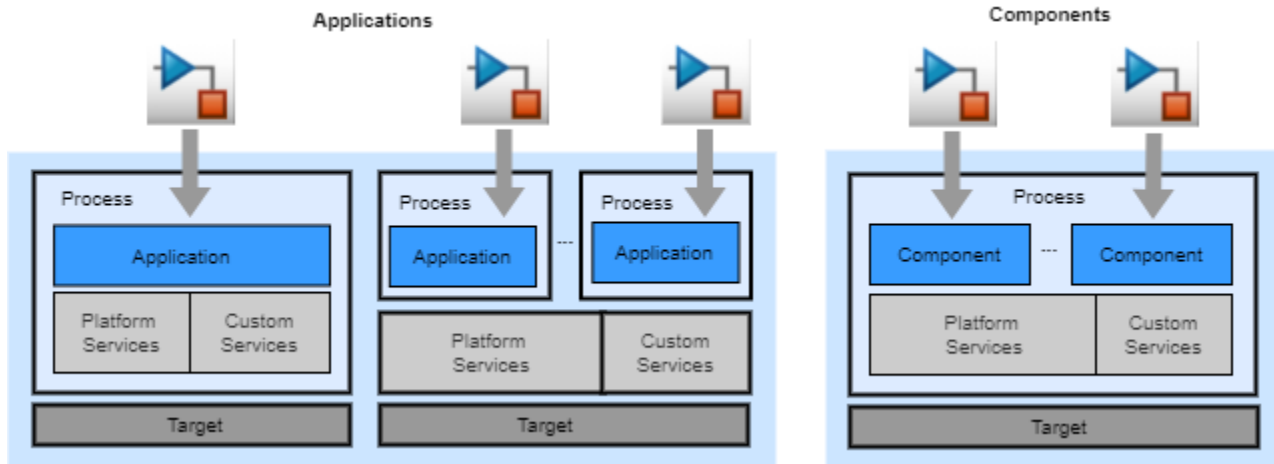 Applications
Components
Process
Application
Platform
Services
Custom
Services
Target
Process
Application
---
Process
Application
Platform
Services
Custom
Services
Target
Process
Component
---
Component
Platform
Services
Custom
Services
Target